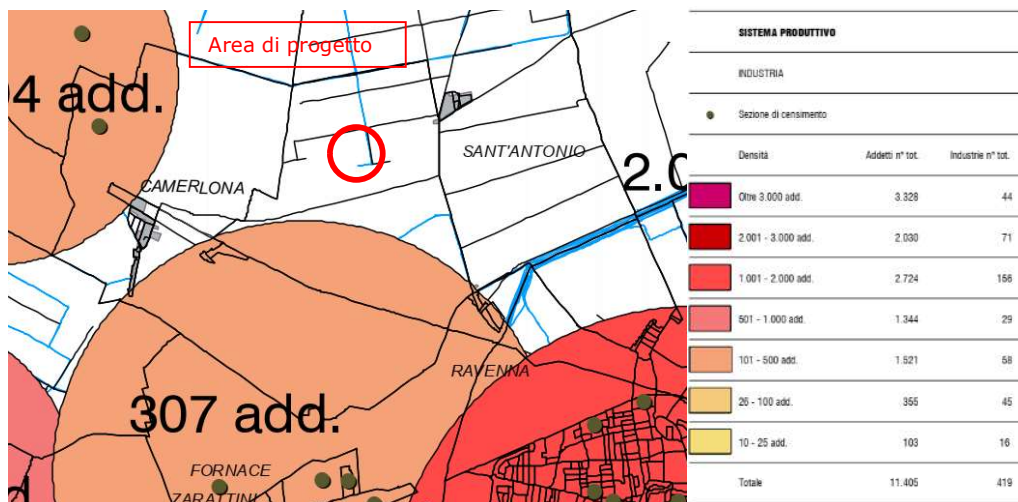 Area di progetto
04 add.
SANT'ANTONIO
2.0
CAMERLONA
RAVENNA
307 add.
FORNACE
ZARATTINI
d
SISTEMA PRODUTTIVO
INDUSTRIA
Sezione di censimento
Densità Addetti n° tot. Industrie n° tot.
Oltre 3.000 add. 3.328 44
2.001 - 3.000 add. 2.030 71
1.001 - 2.000 add. 2.724 156
501 - 1.000 add. 1.344 29
101 - 500 add. 1.521 58
26 - 100 add. 355 45
10 - 25 add. 103 16
Totale 11.405 419